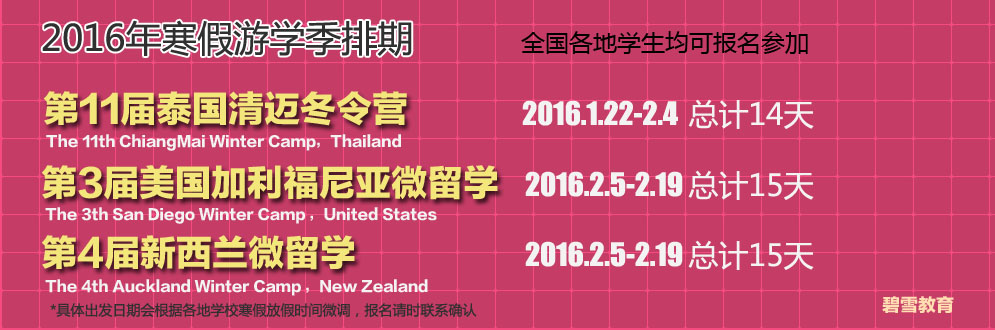 2016年寒假游学季排期
全国各地学生均可报名参加
第11届泰国清迈冬令营
2016.1.22-2.4 总计14天
The 11th ChiangMai Winter Camp,Thailand
第3届美国加利福尼亚微留学
2016.2.5-2.19 总计15天
The 3th San Diego Winter Camp,United States
第4届新西兰微留学
2016.2.5-2.19 总计15天
The 4th Auckland Winter Camp,New Zealand
*具体出发日期会根据各地学校寒假放假时间微调，报名请时联系确认
碧雪教育